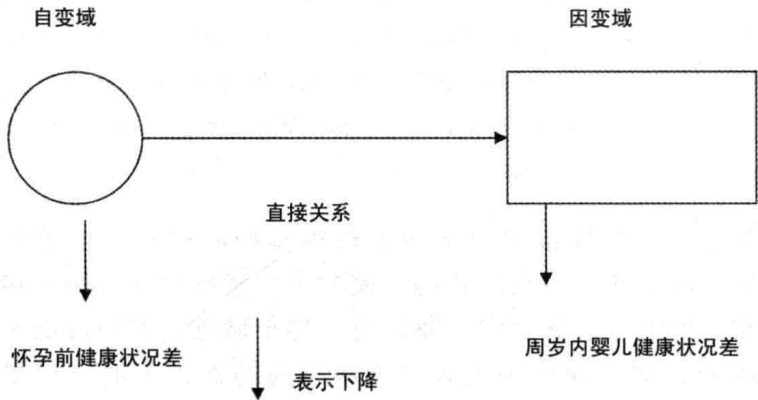 自变域
因变域
直接关系
怀孕前健康状况差
周岁内婴儿健康状况差
表示下降